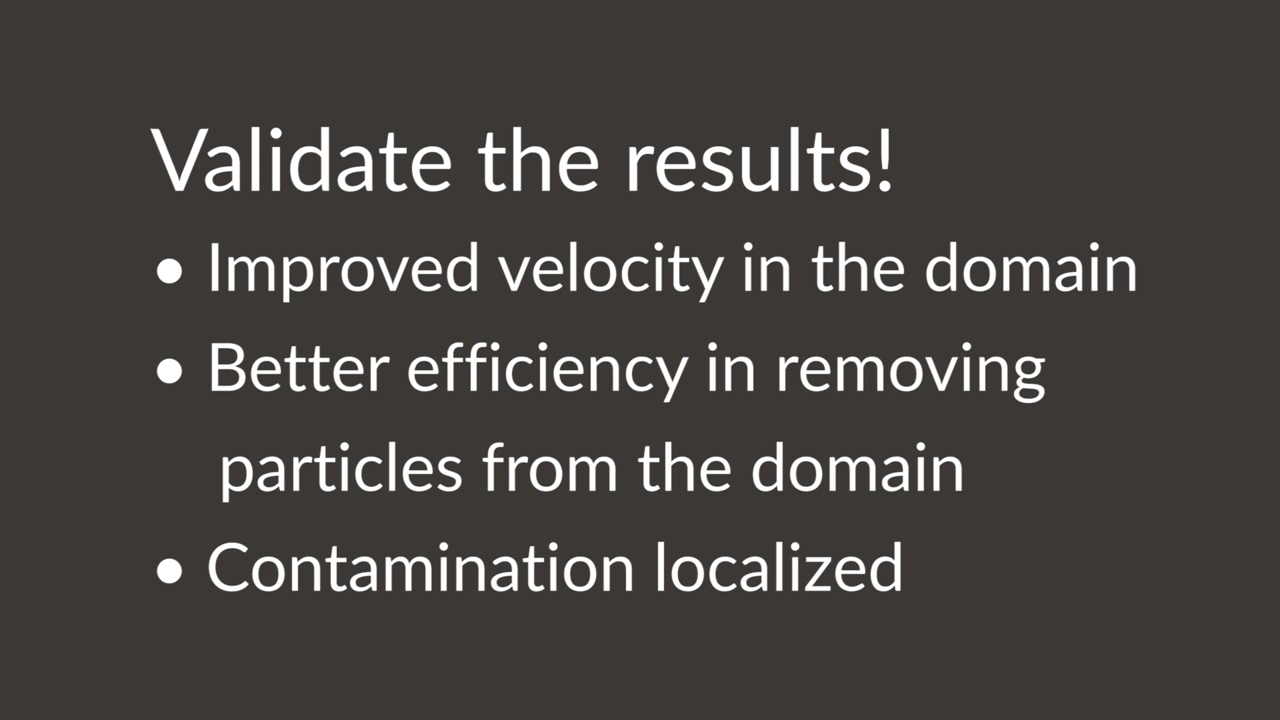 Validate the results!
• Improved velocity in the domain
• Better efficiency in removing
particles from the domain
• Contamination localized